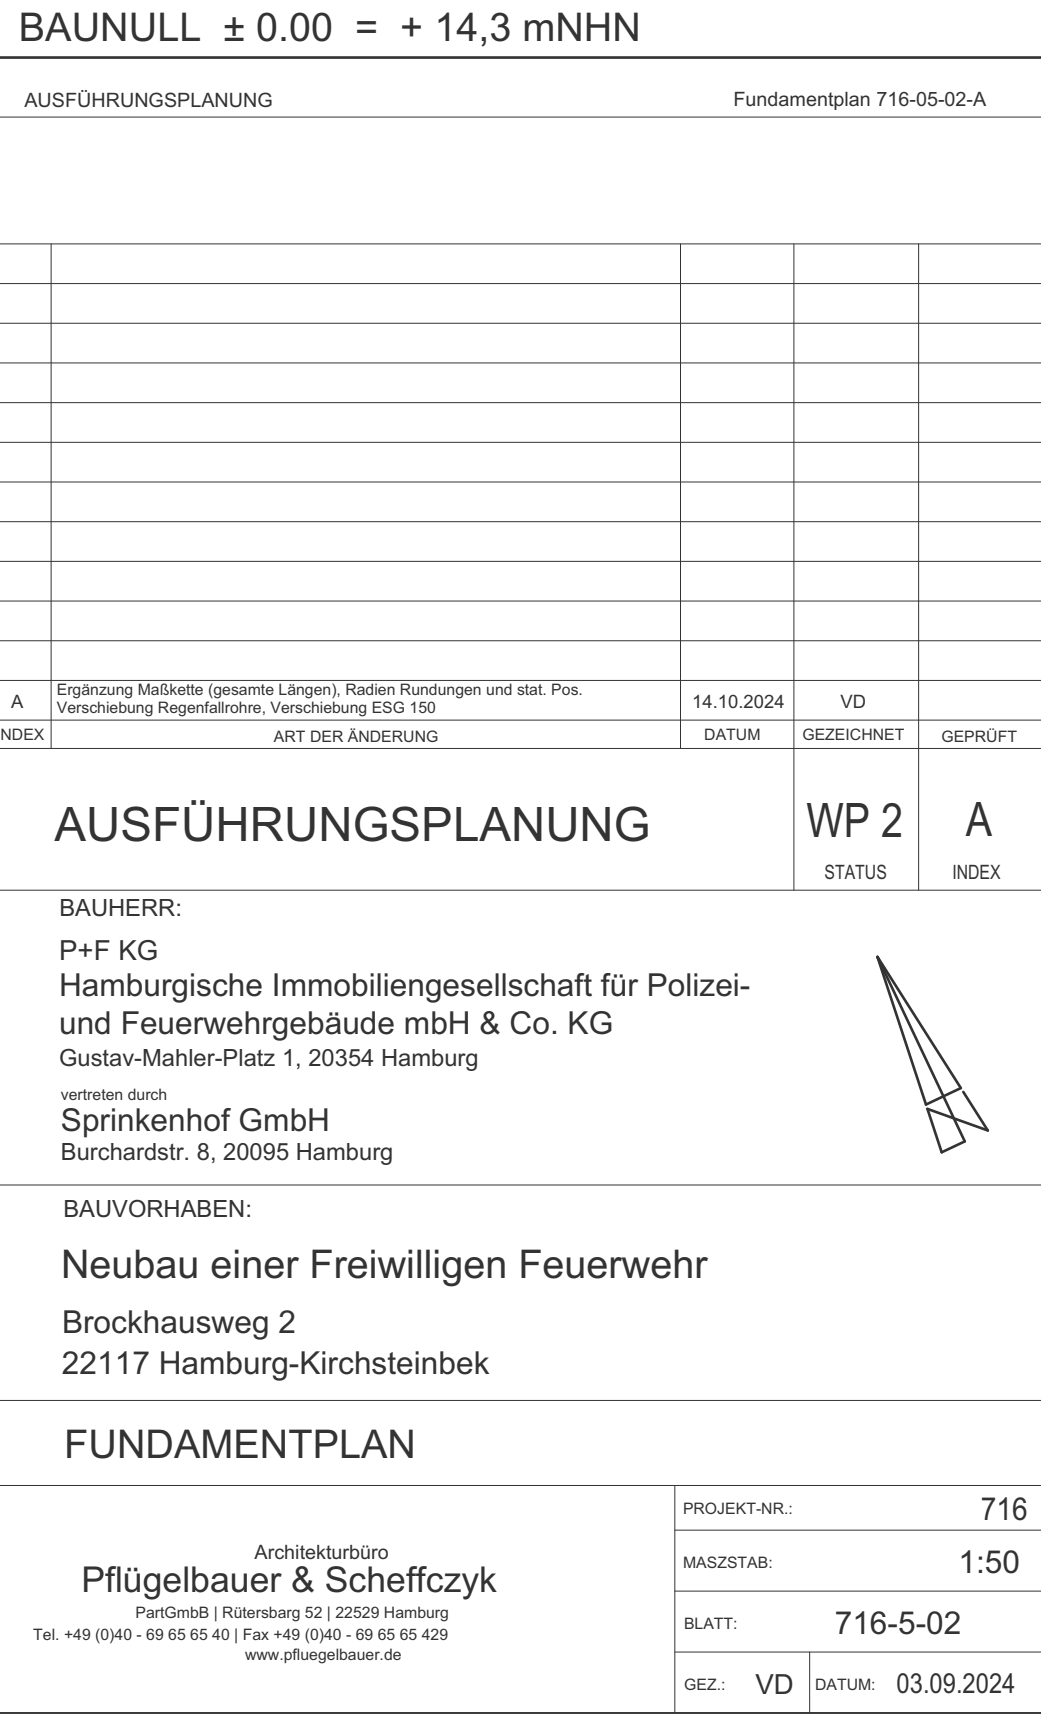 BAUNULL ± 0.00 = + 14,3 mNHN
AUSFÜHRUNGSPLANUNG Fundamentplan 716-05-02-A
A Ergänzung Maßkette (gesamte Längen), Radien Rundungen und stat. Pos. 14.10.2024 VD
Verschiebung Regenfallrohre, Verschiebung ESG 150
NDEX ART DER ÄNDERUNG DATUM GEZEICHNET GEPRÜFT
AUSFÜHRUNGSPLANUNG WP 2 A
STATUS INDEX
BAUHERR:
P+F KG
Hamburgische Immobiliengesellschaft für Polizei-
und Feuerwehrgebäude mbH & Co. KG
Gustav-Mahler-Platz 1, 20354 Hamburg
vertreten durch
Sprinkenhof GmbH
Burchardstr. 8, 20095 Hamburg
BAUVORHABEN:
Neubau einer Freiwilligen Feuerwehr
Brockhausweg 2
22117 Hamburg-Kirchsteinbek
FUNDAMENTPLAN
Architekturbüro
Pflügelbauer & Scheffczyk
PartGmbB | Rütersbarg 52 | 22529 Hamburg
Tel. +49 (0)40 - 69 65 65 40 | Fax +49 (0)40 - 69 65 65 429
www.pfluegelbauer.de
PROJEKT-NR.: 716
MASZSTAB: 1:50
BLATT: 716-5-02
GEZ.: VD DATUM: 03.09.2024